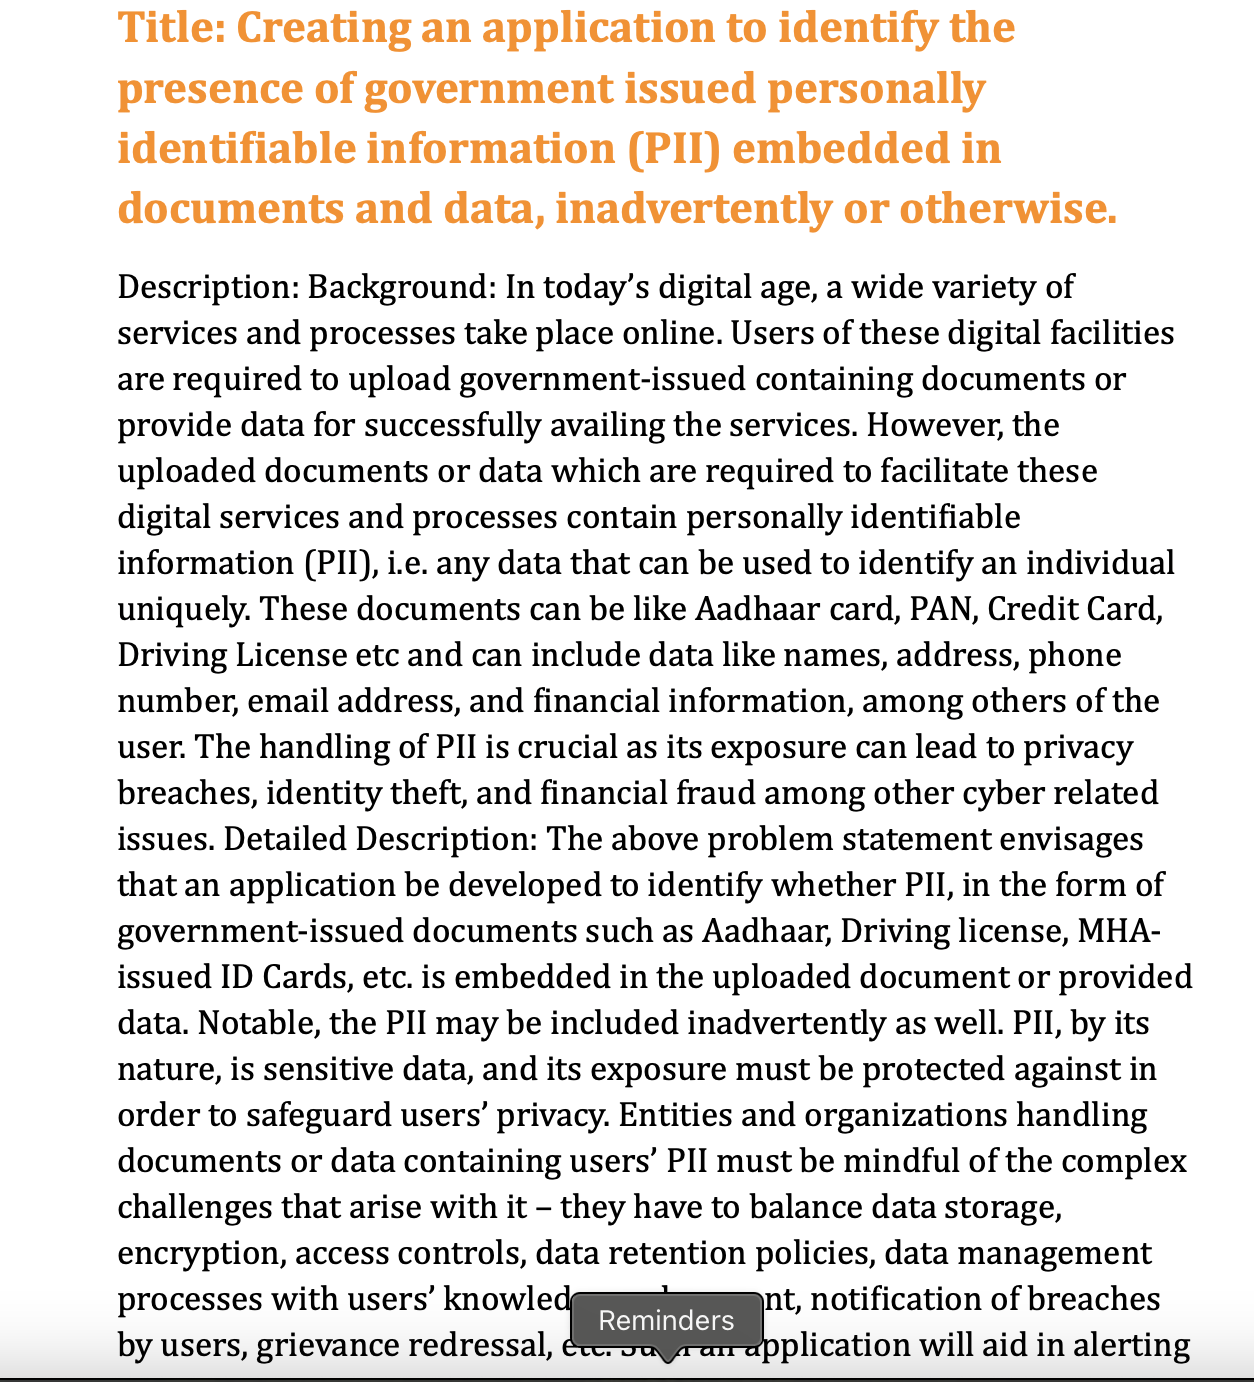 Title: Creating an application to identify the
presence of government issued personally
identifiable information (PII) embedded in
documents and data, inadvertently or otherwise.
Description: Background: In today’s digital age, a wide variety of
services and processes take place online. Users of these digital facilities
are required to upload government-issued containing documents or
provide data for successfully availing the services. However, the
uploaded documents or data which are required to facilitate these
digital services and processes contain personally identifiable
information (PII), i.e. any data that can be used to identify an individual
uniquely. These documents can be like Aadhaar card, PAN, Credit Card,
Driving License etc and can include data like names, address, phone
number, email address, and financial information, among others of the
user. The handling of PII is crucial as its exposure can lead to privacy
breaches, identity theft, and financial fraud among other cyber related
issues. Detailed Description: The above problem statement envisages
that an application be developed to identify whether PII, in the form of
government-issued documents such as Aadhaar, Driving license, MHA-
issued ID Cards, etc. is embedded in the uploaded document or provided
data. Notable, the PII may be included inadvertently as well. PII, by its
nature, is sensitive data, and its exposure must be protected against in
order to safeguard users’ privacy. Entities and organizations handling
documents or data containing users’ PII must be mindful of the complex
challenges that arise with it – they have to balance data storage,
encryption, access controls, data retention policies, data management
processes with users’ notification of breaches
Reminders
by users, grievance redressal, etc. application will aid in alerting